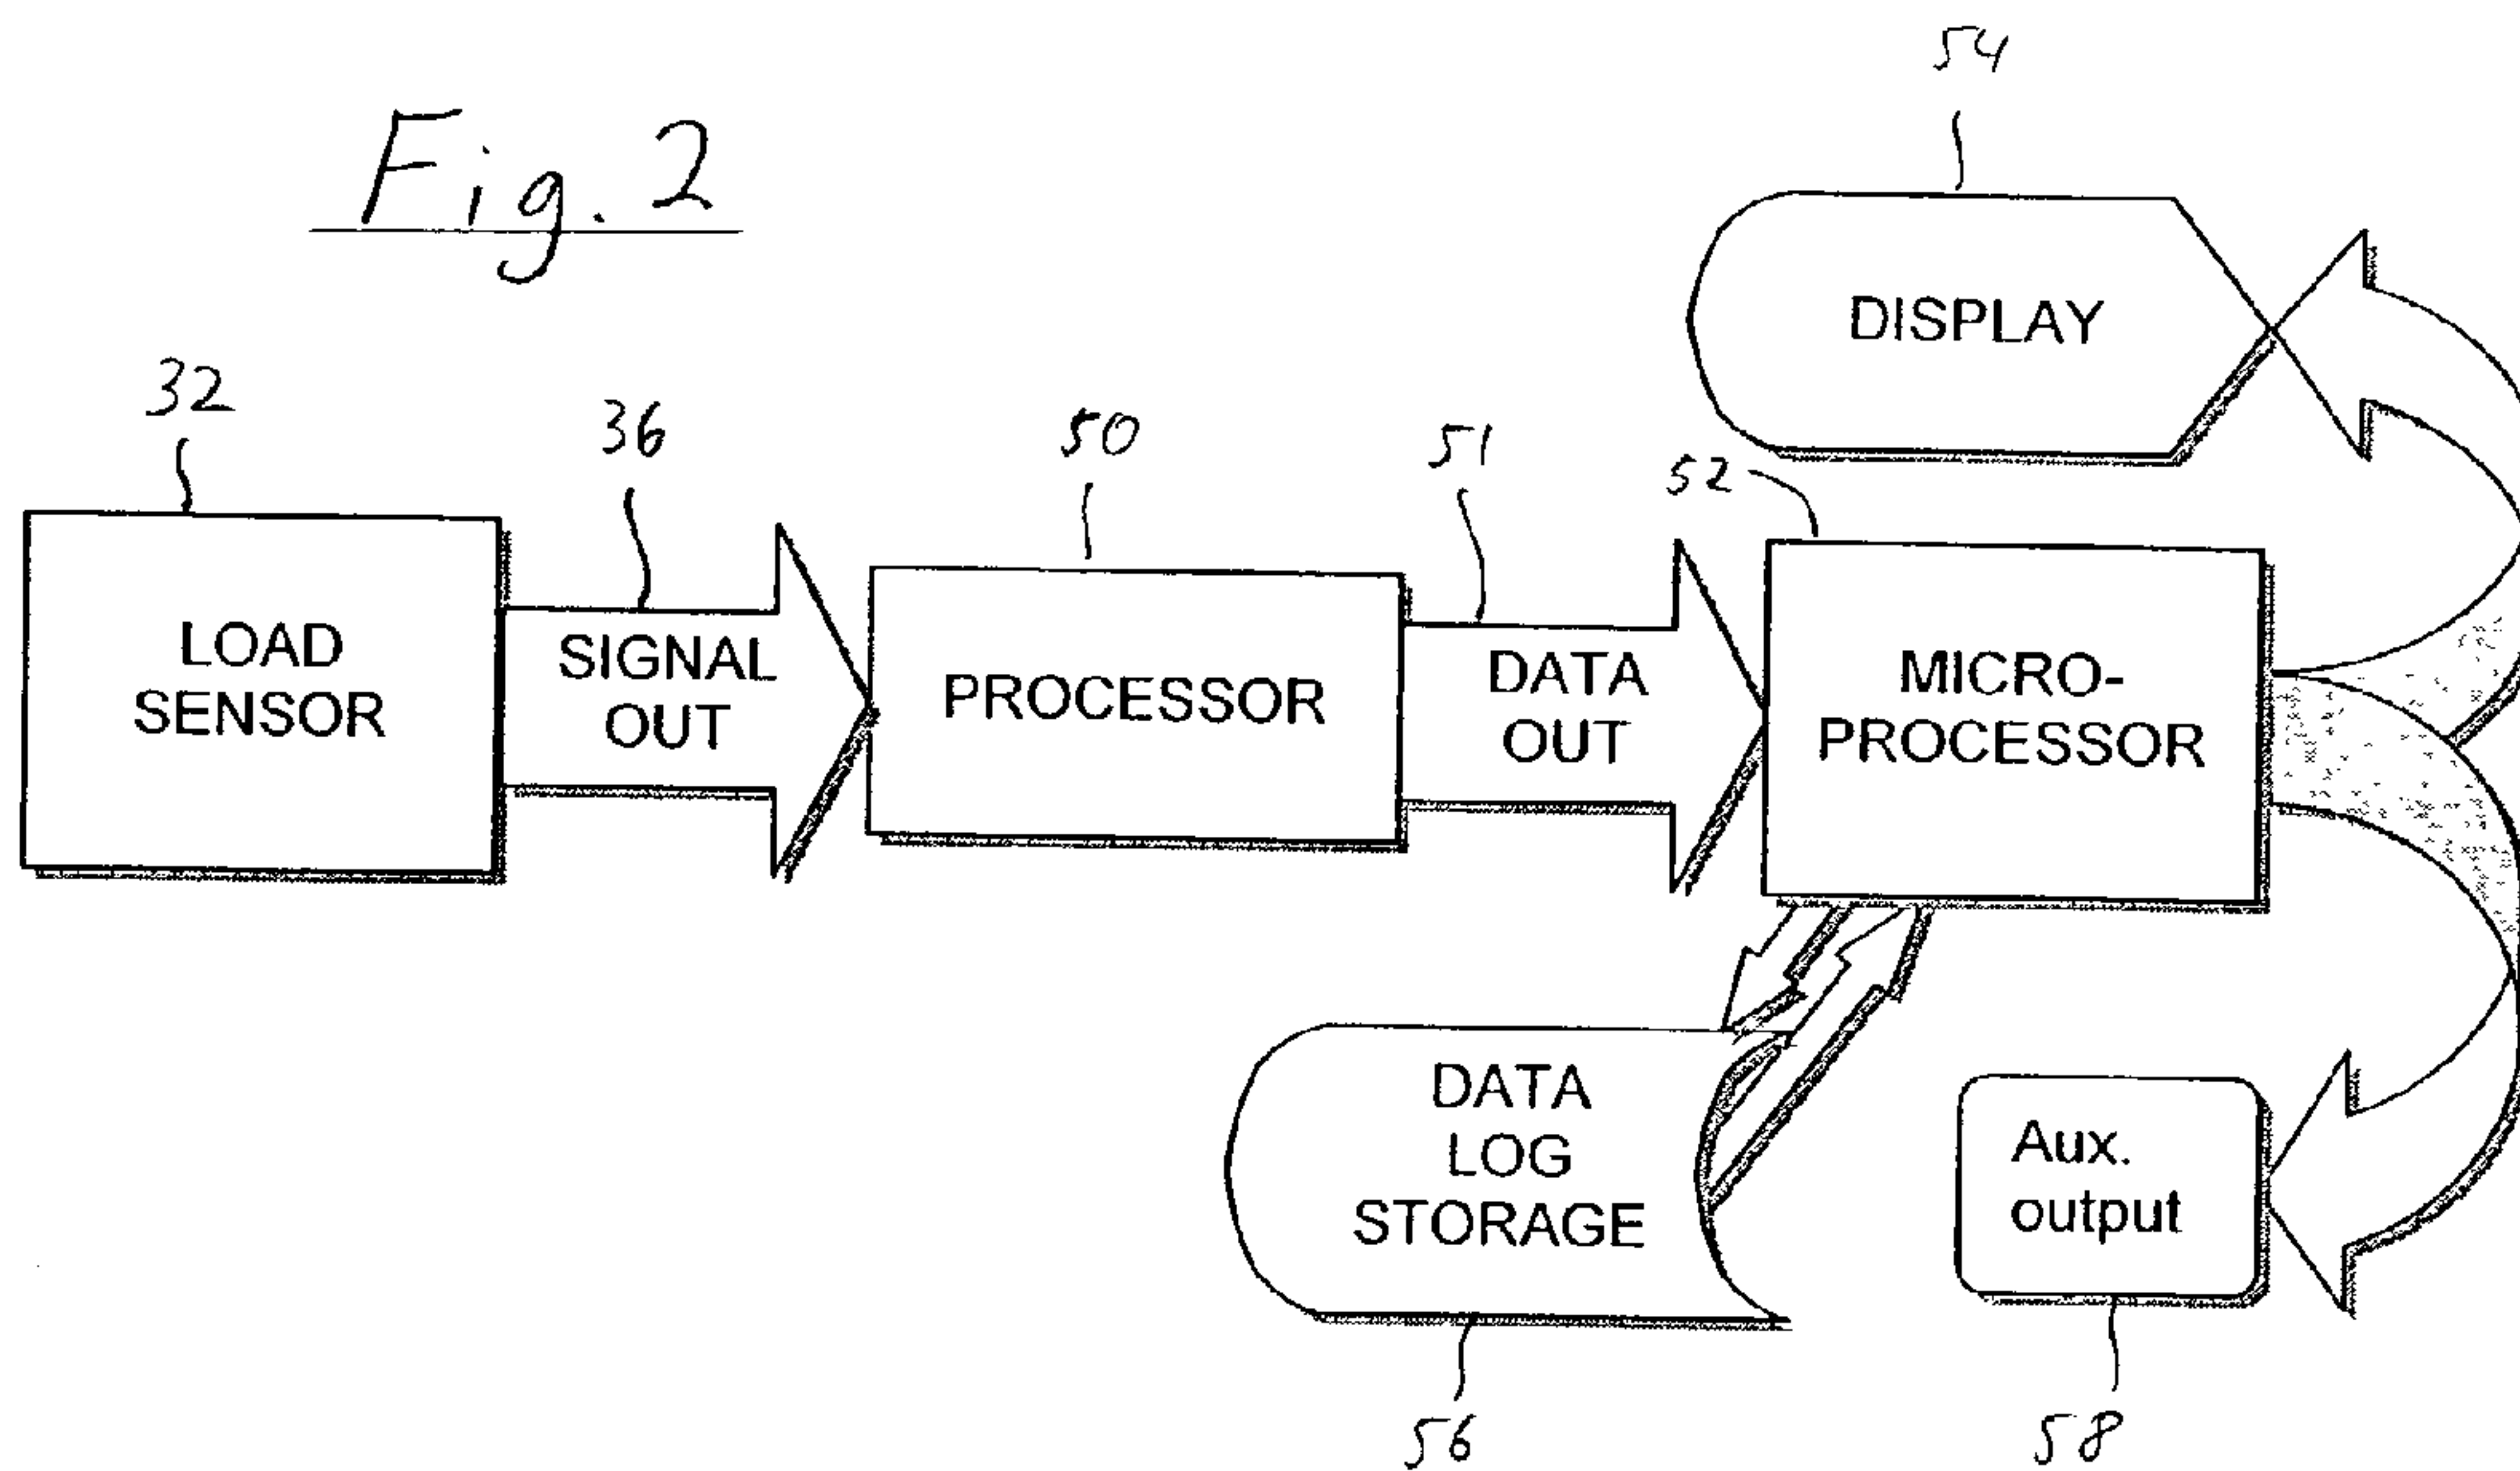 Fig. 2
54
DISPLAY
32
36
50
51
52
LOAD
SENSOR
SIGNAL
OUT
PROCESSOR
DATA
OUT
MICRO-
PROCESSOR
DATA
LOG
STORAGE
Aux.
output
56
58